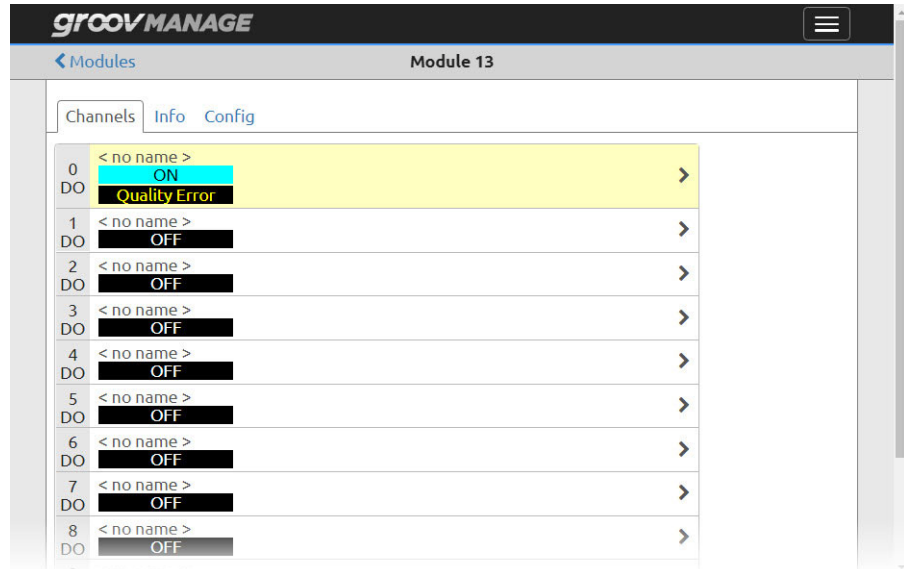 groov MANAGE
Modules
Module 13
Channels Info Config
0
DO
< no name >
ON
Quality Error
1
DO
< no name >
OFF
2
DO
< no name >
OFF
3
DO
< no name >
OFF
4
DO
< no name >
OFF
5
DO
< no name >
OFF
6
DO
< no name >
OFF
7
DO
< no name >
OFF
8
DO
< no name >
OFF